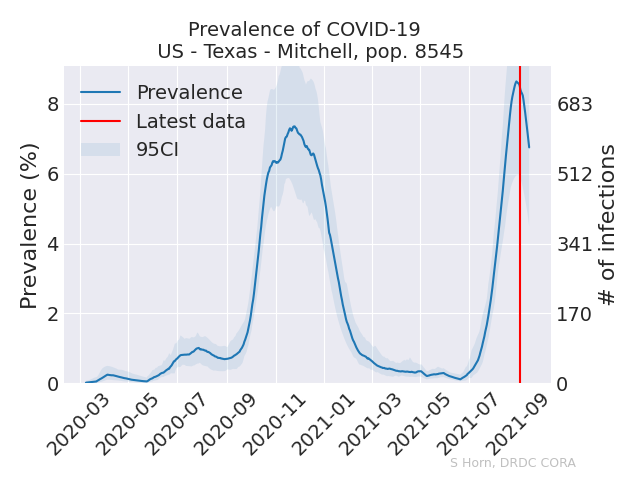 Prevalence of COVID-19
US - Texas - Mitchell, pop. 8545
Prevalence
Latest data
95CI
Prevalence (%)
8
6
4
2
0
683
512
341
170
0
# of infections
2020-03
2020-05
2020-07
2020-09
2020-11
2021-01
2021-03
2021-05
2021-07
2021-09
S Horn, DRDC CORA